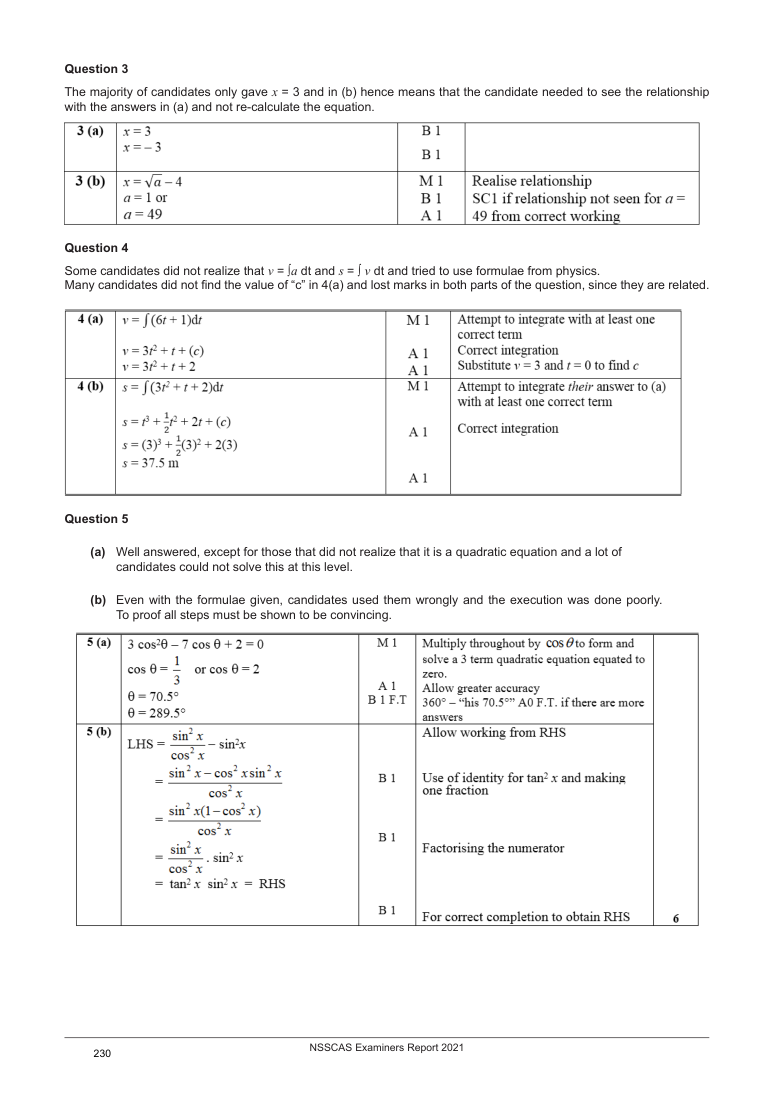 Question 3
The majority of candidates only gave x = 3 and in (b) hence means that the candidate needed to see the relationship
with the answers in (a) and not re-calculate the equation.
3 (a) x = 3 B 1
x = – 3
B 1
3 (b) x = √a – 4 M 1 Realise relationship
a = 1 or B 1 SC1 if relationship not seen for a =
a = 49 A 1 49 from correct working
Question 4
Some candidates did not realize that v = ∫a dt and s = ∫ v dt and tried to use formulae from physics.
Many candidates did not find the value of “c” in 4(a) and lost marks in both parts of the question, since they are related.
4 (a) v = ∫(6t + 1)dt M 1 Attempt to integrate with at least one
correct term
v = 3t² + t + (c) A 1 Correct integration
v = 3t² + t + 2 A 1 Substitute v = 3 and t = 0 to find c
4 (b) s = ∫(3t² + t + 2)dt M 1 Attempt to integrate their answer to (a)
with at least one correct term
s = t³ + 1/2 t² + 2t + (c) A 1 Correct integration
s = (3)³ + 1/2 (3)² + 2(3)
s = 37.5 m
A 1
Question 5
(a) Well answered, except for those that did not realize that it is a quadratic equation and a lot of
candidates could not solve this at this level.
(b) Even with the formulae given, candidates used them wrongly and the execution was done poorly.
To proof all steps must be shown to be convincing.
5 (a) 3 cos²θ – 7 cos θ + 2 = 0 M 1 Multiply throughout by cos θ to form and
solve a 3 term quadratic equation equated to
zero.
cos θ = 1/3 or cos θ = 2
θ = 70.5° A 1 Allow greater accuracy
θ = 289.5° B 1 F.T 360° – “his 70.5°” A0 F.T. if there are more
answers
5 (b) Allow working from RHS
LHS = sin² x / cos² x – sin²x
= sin² x – cos² x sin² x / cos² x B 1 Use of identity for tan² x and making
one fraction
= sin² x(1 – cos² x) / cos² x
B 1 Factorising the numerator
= sin² x / cos² x . sin² x
= tan² x sin² x = RHS
B 1 For correct completion to obtain RHS 6
230 NSSCAS Examiners Report 2021